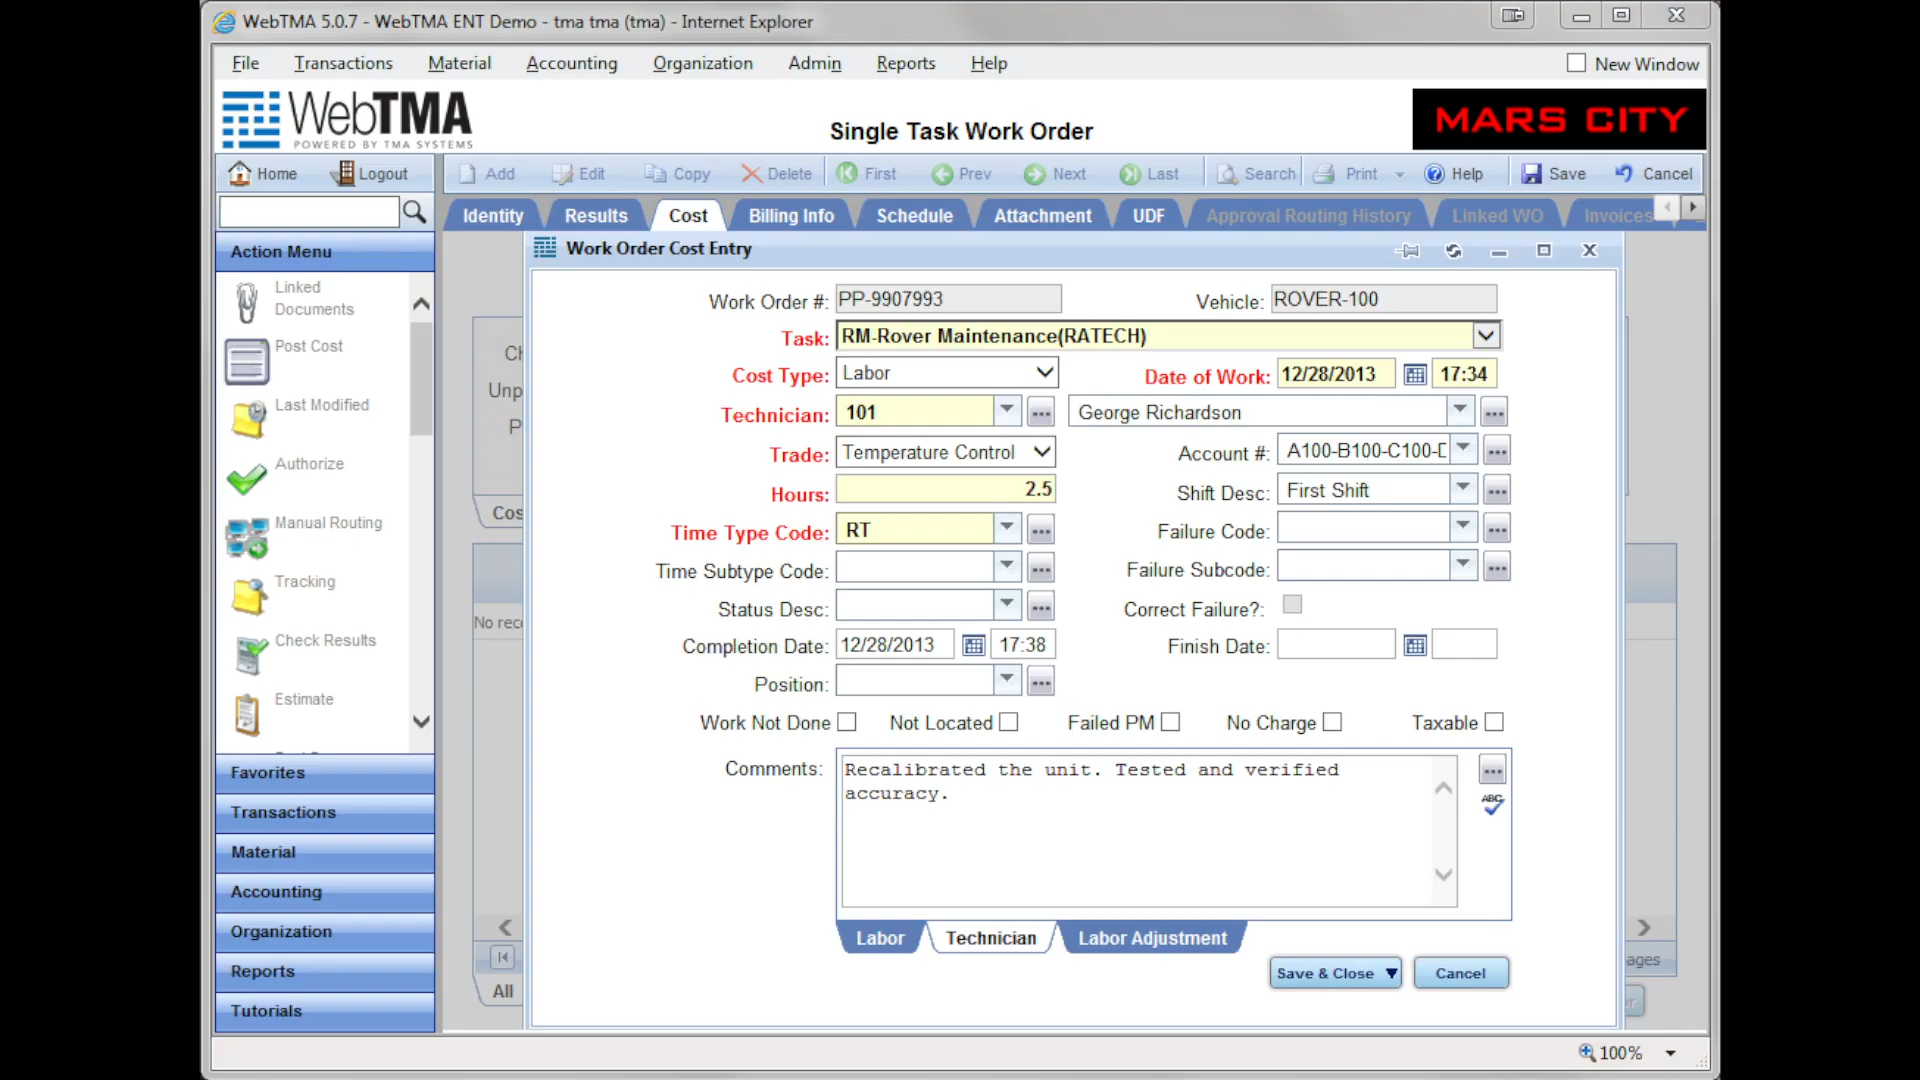 WebTMA 5.0.7 - WebTMA ENT Demo - tma tma (tma) - Internet Explorer
File Transactions Material Accounting Organization Admin Reports Help New Window
WebTMA
POWERED BY TMA SYSTEMS
Single Task Work Order
MARS CITY
Home Logout Add Edit Copy Delete First Prev Next Last Search Print Help Save Cancel
Identity Results Cost Billing Info Schedule Attachment UDF Approval Routing History Linked WO Invoices
Action Menu
Linked
Documents
Post Cost
Last Modified
Authorize
Manual Routing
Tracking
Check Results
Estimate
Favorites
Transactions
Material
Accounting
Organization
Reports
Tutorials
Ch
Unp
P
Cos
No rec
All
ages
Work Order Cost Entry
Work Order #: PP-9907993 Vehicle: ROVER-100
Task: RM-Rover Maintenance(RATECH)
Cost Type: Labor Date of Work: 12/28/2013 17:34
Technician: 101 George Richardson
Trade: Temperature Control Account #: A100-B100-C100-D
Hours: 2.5 Shift Desc: First Shift
Time Type Code: RT Failure Code:
Time Subtype Code: Failure Subcode:
Status Desc: Correct Failure?:
Completion Date: 12/28/2013 17:38 Finish Date:
Position:
Work Not Done Not Located Failed PM No Charge Taxable
Comments: Recalibrated the unit. Tested and verified
accuracy.
ABC
Labor Technician Labor Adjustment
Save & Close Cancel
100%